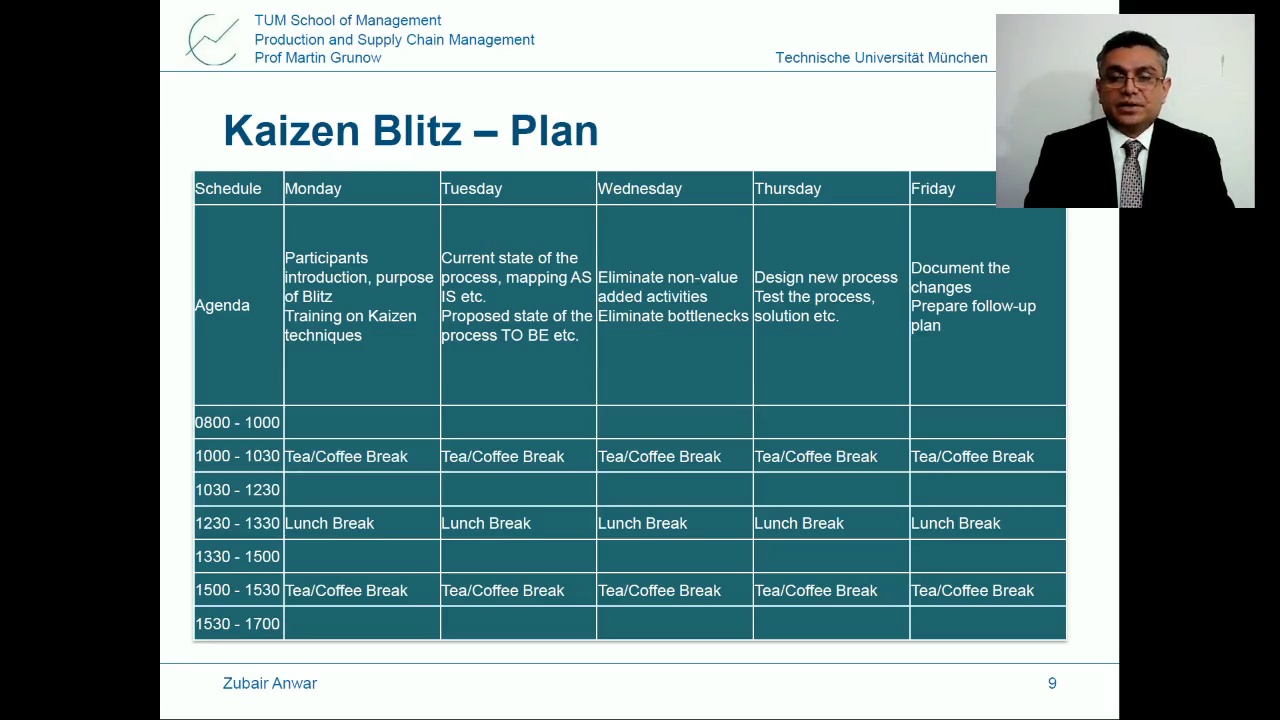 TUM School of Management
Production and Supply Chain Management
Prof Martin Grunow
Technische Universität München
Kaizen Blitz – Plan
Schedule Monday Tuesday Wednesday Thursday Friday
Agenda
Participants
introduction, purpose
of Blitz
Training on Kaizen
techniques
Current state of the
process, mapping AS
IS etc.
Proposed state of the
process TO BE etc.
Eliminate non-value
added activities
Eliminate bottlenecks
Design new process
Test the process,
solution etc.
Document the
changes
Prepare follow-up
plan
0800 - 1000
1000 - 1030 Tea/Coffee Break Tea/Coffee Break Tea/Coffee Break Tea/Coffee Break Tea/Coffee Break
1030 - 1230
1230 - 1330 Lunch Break Lunch Break Lunch Break Lunch Break Lunch Break
1330 - 1500
1500 - 1530 Tea/Coffee Break Tea/Coffee Break Tea/Coffee Break Tea/Coffee Break Tea/Coffee Break
1530 - 1700
Zubair Anwar 9